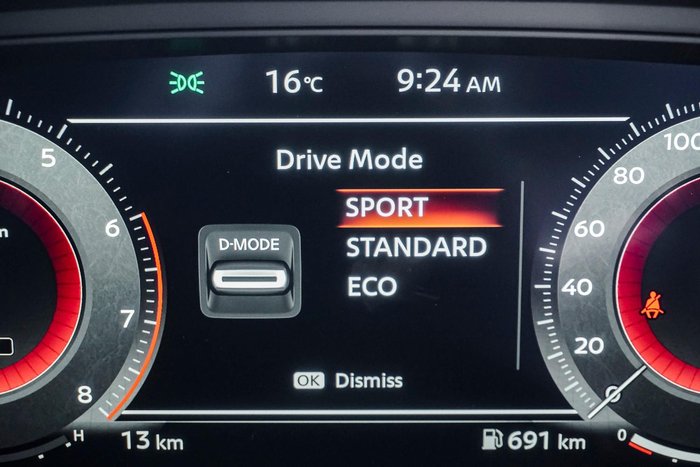 16°C
9:24 AM
Drive Mode
SPORT
D-MODE
STANDARD
ECO
OK Dismiss
5
6
7
8
H
13 km
100
80
60
40
20
0
0
691 km